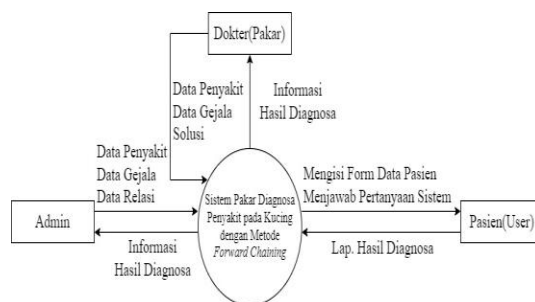 Dokter(Pakar)
Data Penyakit
Data Gejala
Solusi
Informasi
Hasil Diagnosa
Data Penyakit
Data Gejala
Data Relasi
Mengisi Form Data Pasien
Menjawab Pertanyaan Sistem
Sistem Pakar Diagnosa
Penyakit pada Kucing
dengan Metode
Forward Chaining
Admin
Pasien(User)
Informasi
Hasil Diagnosa
Lap. Hasil Diagnosa